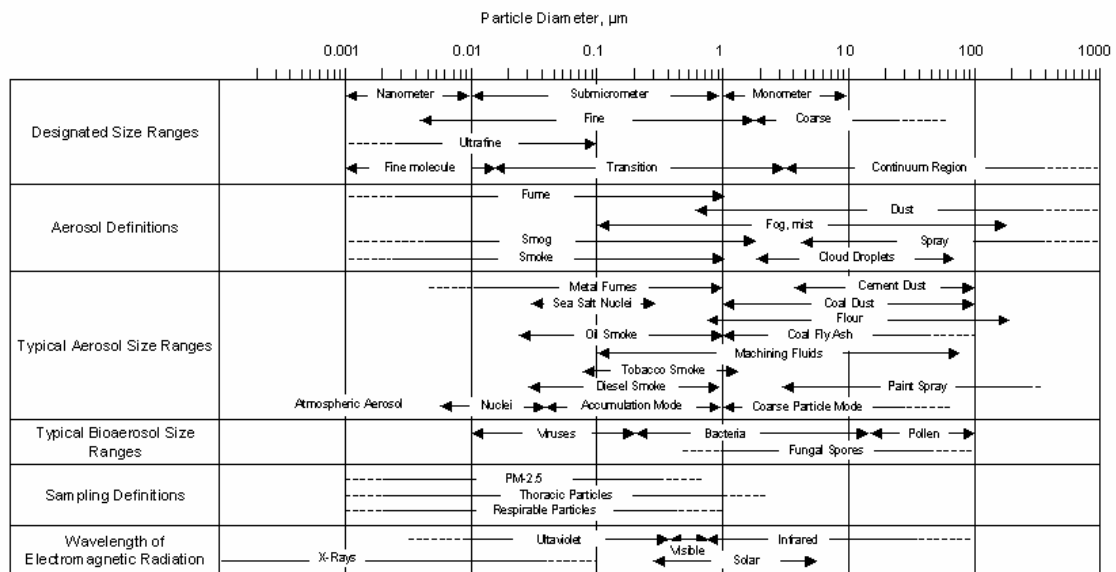 Particle Diameter, µm
0.001 0.01 0.1 1 10 100 1000
Designated Size Ranges
Nanometer Submicrometer Monometer
Fine Coarse
Ultrafine
Fine molecule Transition Continuum Region
Aerosol Definitions
Fume
Dust
Fog, mist
Smog Spray
Smoke Cloud Droplets
Typical Aerosol Size Ranges
Metal Fumes Cement Dust
Sea Salt Nuclei Coal Dust
Flour
Oil Smoke Coal Fly Ash
Machining Fluids
Tobacco Smoke
Diesel Smoke Paint Spray
Atmospheric Aerosol Nuclei Accumulation Mode Coarse Particle Mode
Typical Bioaerosol Size
Ranges
Viruses Bacteria Pollen
Fungal Spores
Sampling Definitions
PM-2.5
Thoracic Particles
Respirable Particles
Wavelength of
Electromagnetic Radiation
Ultaviolet Infrared
Visible
X-Rays Solar